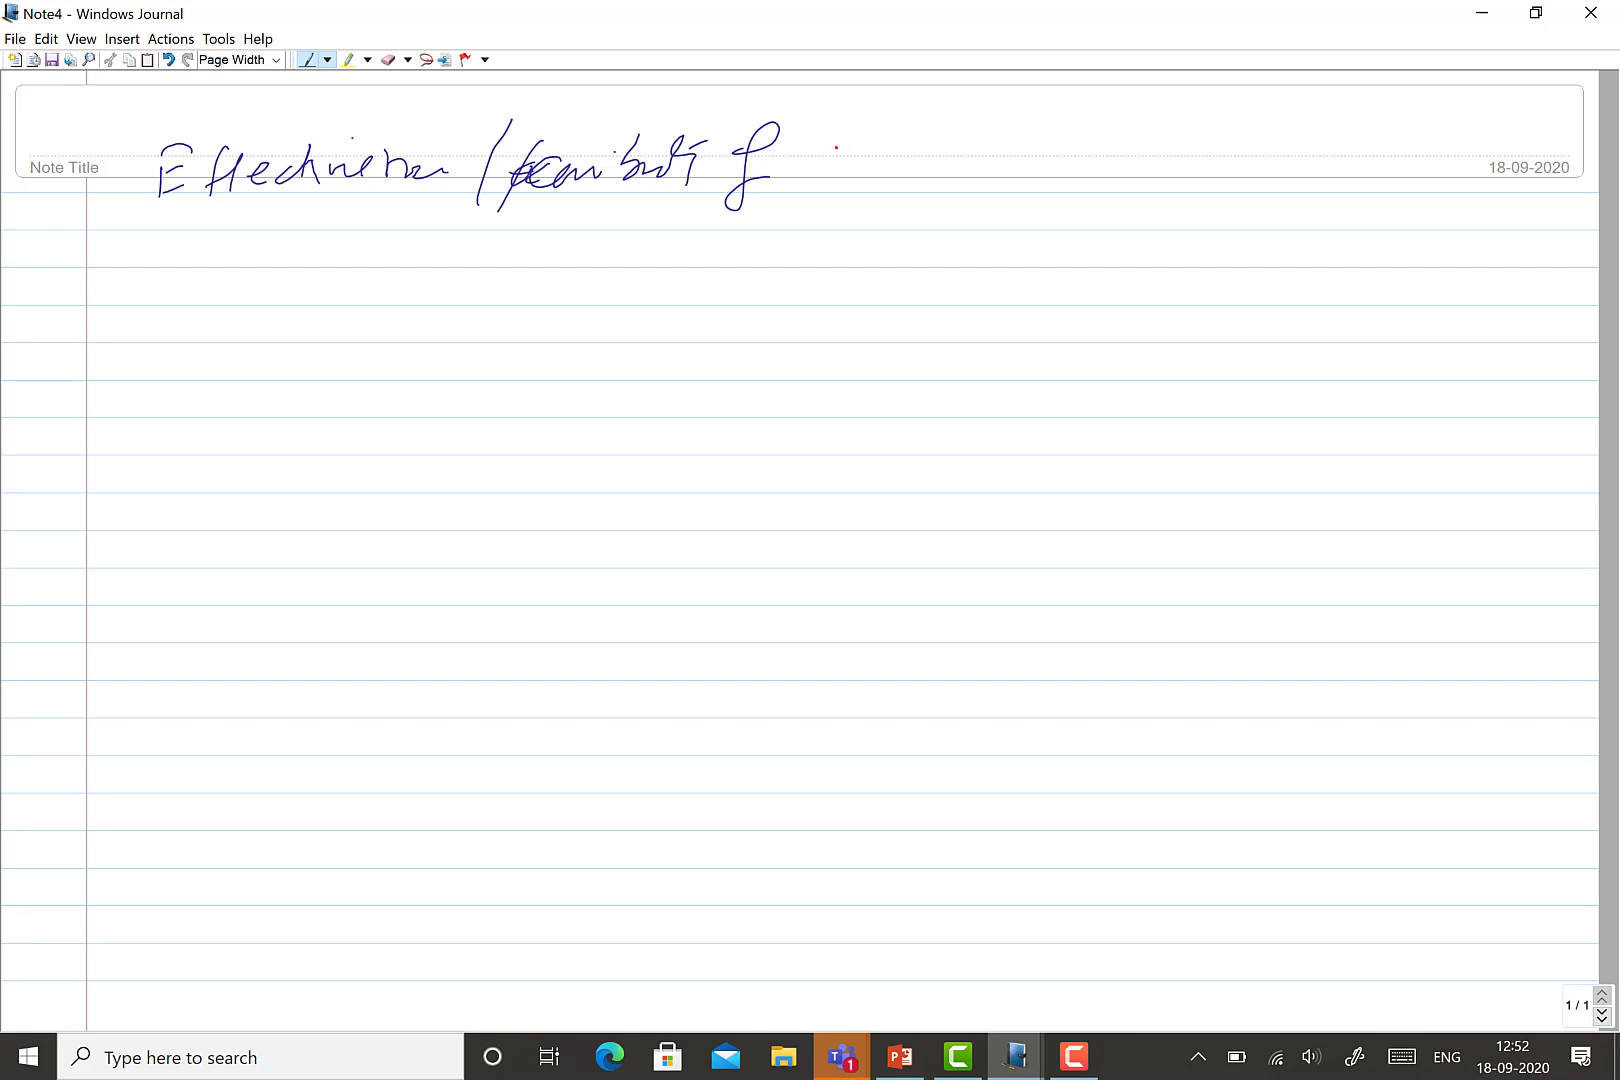 Note4 - Windows Journal
File Edit View Insert Actions Tools Help
Page Width
Effectiveness / of
Note Title 18-09-2020
1 / 1
Type here to search
T 1
ENG
12:52
18-09-2020